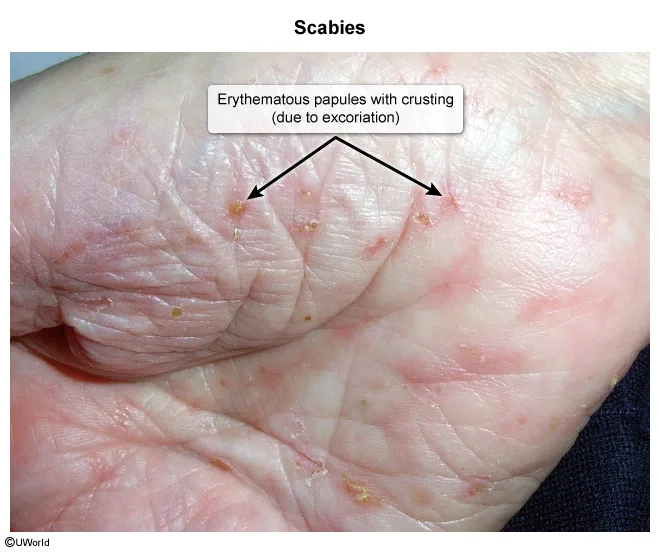 Scabies
Erythematous papules with crusting
(due to excoriation)
©UWorld